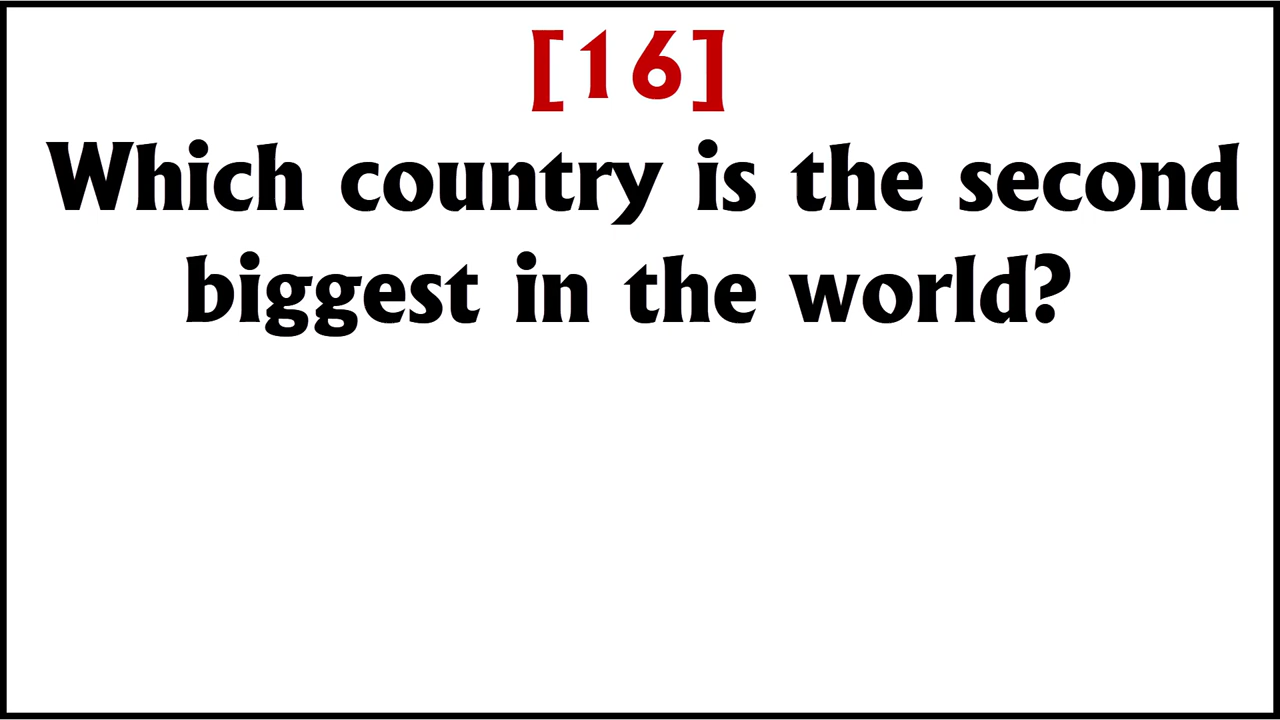 [16]
Which country is the second
biggest in the world?